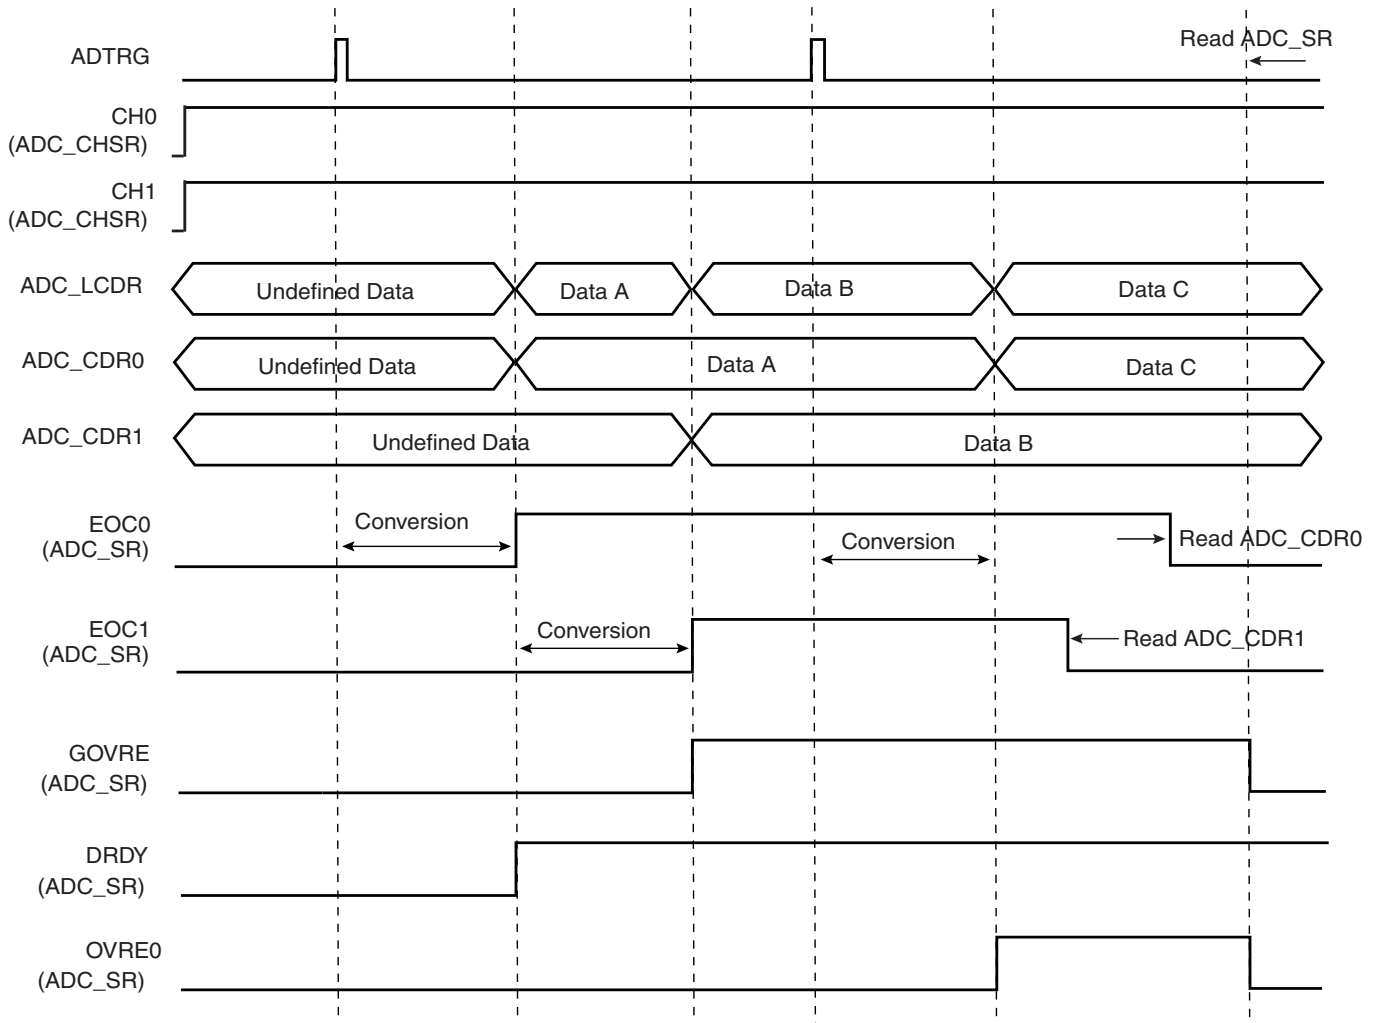 ADTRG
Read ADC_SR
CH0
(ADC_CHSR)
CH1
(ADC_CHSR)
ADC_LCDR
Undefined Data
Data A
Data B
Data C
ADC_CDR0
Undefined Data
Data A
Data C
ADC_CDR1
Undefined Data
Data B
EOC0
(ADC_SR)
Conversion
Conversion
Read ADC_CDR0
EOC1
(ADC_SR)
Conversion
Read ADC_CDR1
GOVRE
(ADC_SR)
DRDY
(ADC_SR)
OVRE0
(ADC_SR)